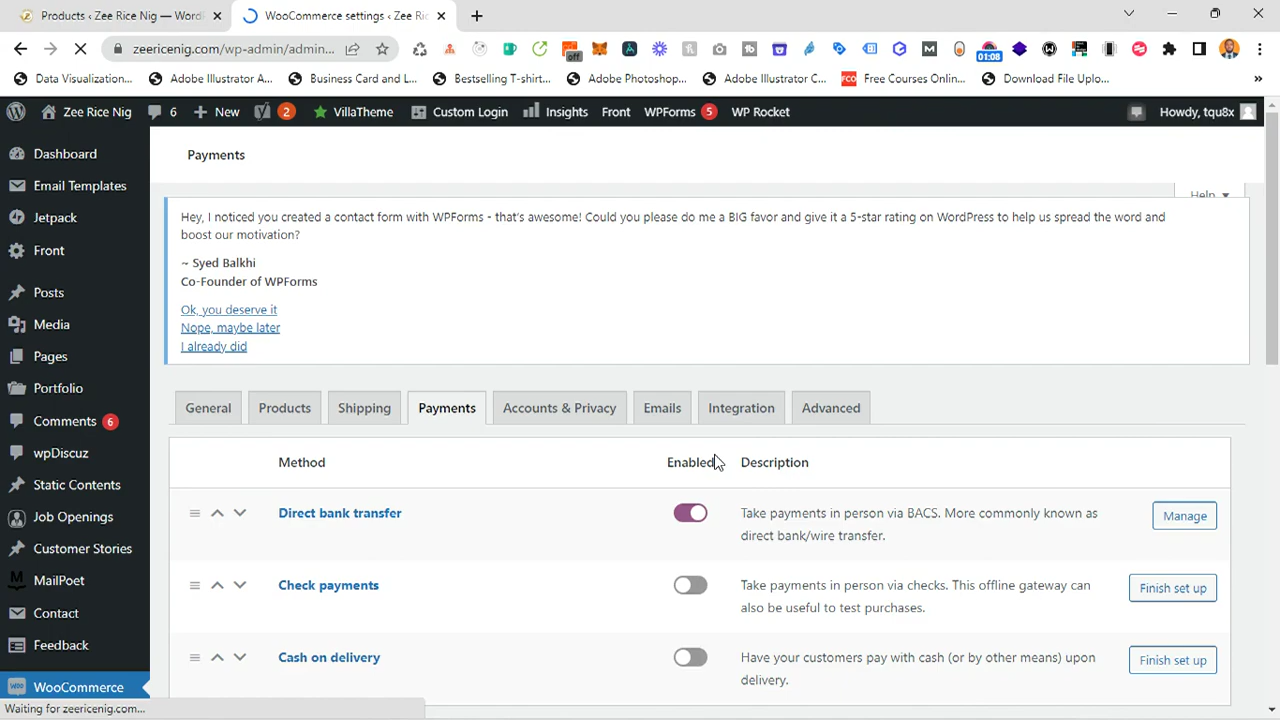 Products ‹ Zee Rice Nig — Word
WooCommerce settings ‹ Zee Ric
zeericenig.com/wp-admin/admin...
off
01:08
Data Visualization...
Adobe Illustrator A...
Business Card and L...
Bestselling T-shirt...
Adobe Photoshop,...
Adobe Illustrator C...
FCO
Free Courses Onlin...
Download File Uplo...
»
Zee Rice Nig
6
New
2
VillaTheme
Custom Login
Insights
Front
WPForms 5
WP Rocket
Howdy, tqu8x
Dashboard
Email Templates
Jetpack
Front
Posts
Media
Pages
Portfolio
Comments 6
wpDiscuz
Static Contents
Job Openings
Customer Stories
MailPoet
Contact
Feedback
WooCommerce
Waiting for zeericenig.com...
Payments
Help
Hey, I noticed you created a contact form with WPForms - that's awesome! Could you please do me a BIG favor and give it a 5-star rating on WordPress to help us spread the word and
boost our motivation?
~ Syed Balkhi
Co-Founder of WPForms
Ok, you deserve it
Nope, maybe later
I already did
General
Products
Shipping
Payments
Accounts & Privacy
Emails
Integration
Advanced
Method
Enabled
Description
Direct bank transfer
Take payments in person via BACS. More commonly known as
direct bank/wire transfer.
Manage
Check payments
Take payments in person via checks. This offline gateway can
also be useful to test purchases.
Finish set up
Cash on delivery
Have your customers pay with cash (or by other means) upon
delivery.
Finish set up